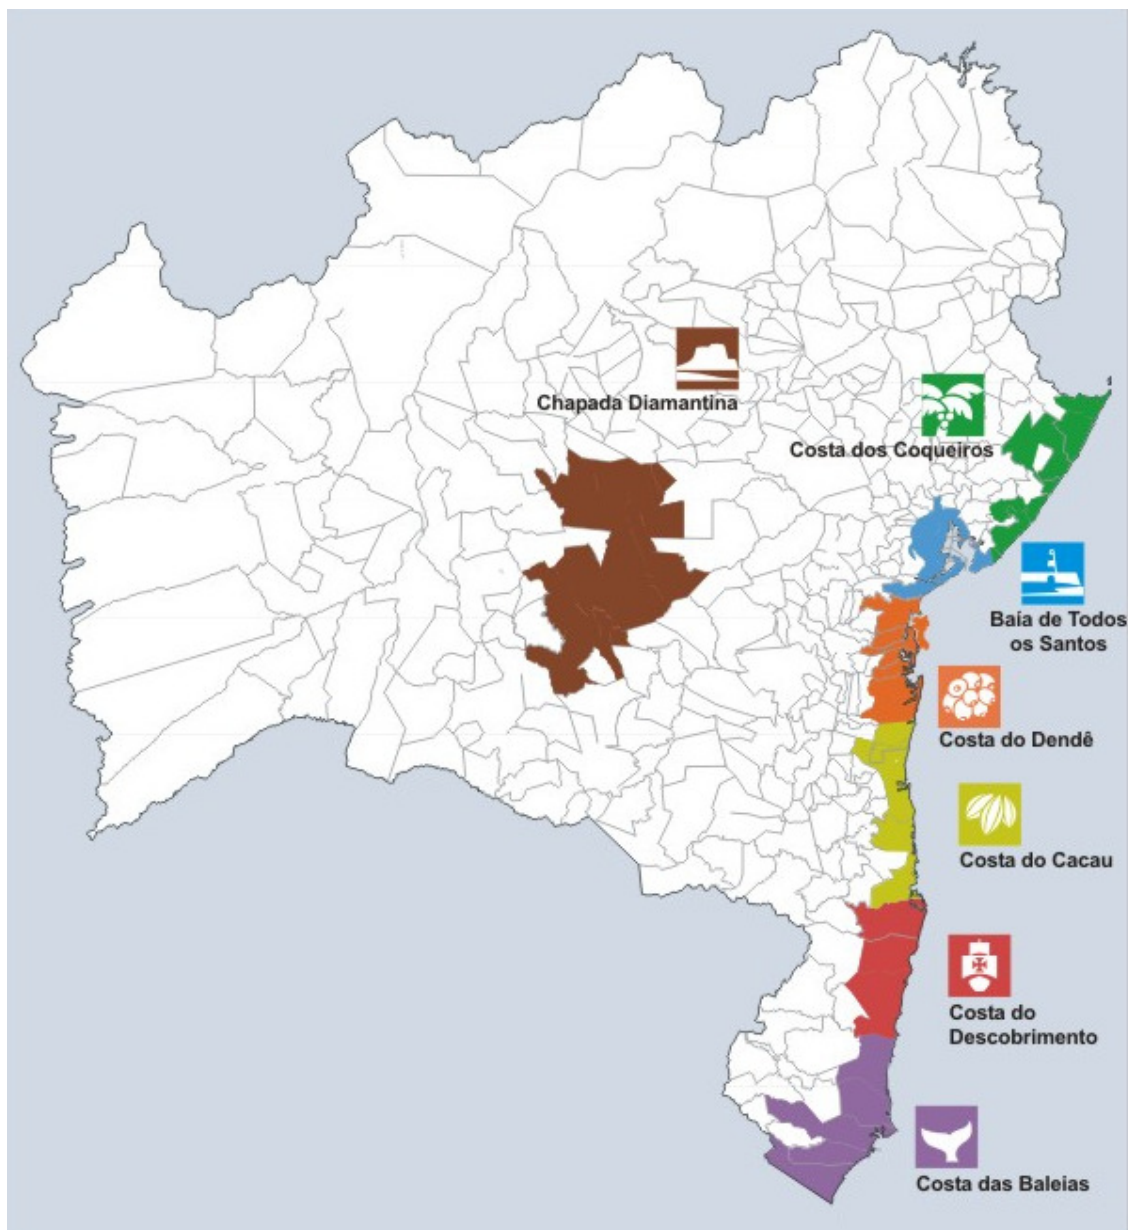 Chapada Diamantina
Costa dos Coqueiros
Baía de Todos
os Santos
Costa do Dendê
Costa do Cacau
Costa do
Descobrimento
Costa das Baleias